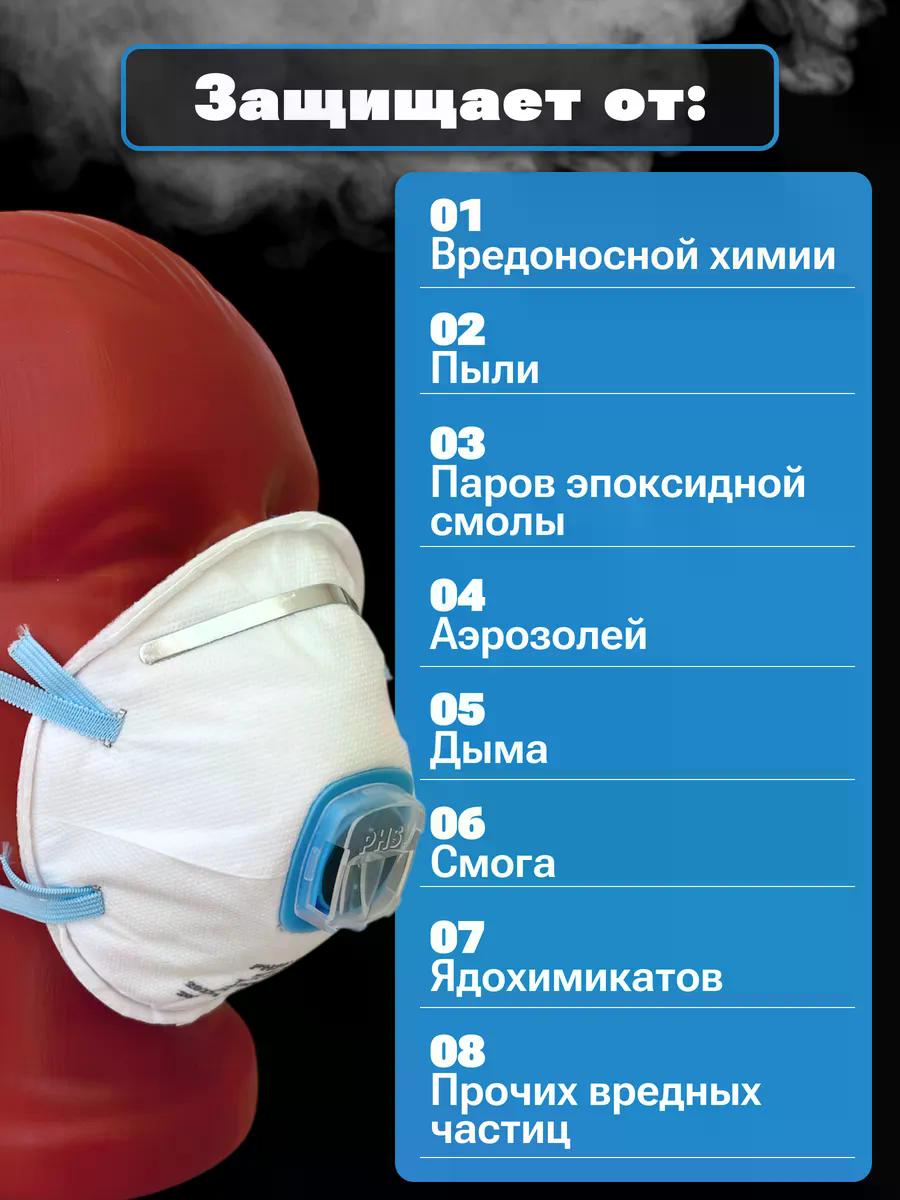 Защищает от:
01
Вредоносной химии
02
Пыли
03
Паров эпоксидной
смолы
04
Аэрозолей
05
Дыма
PHS
06
Смога
07
Ядохимикатов
08
Прочих вредных
частиц